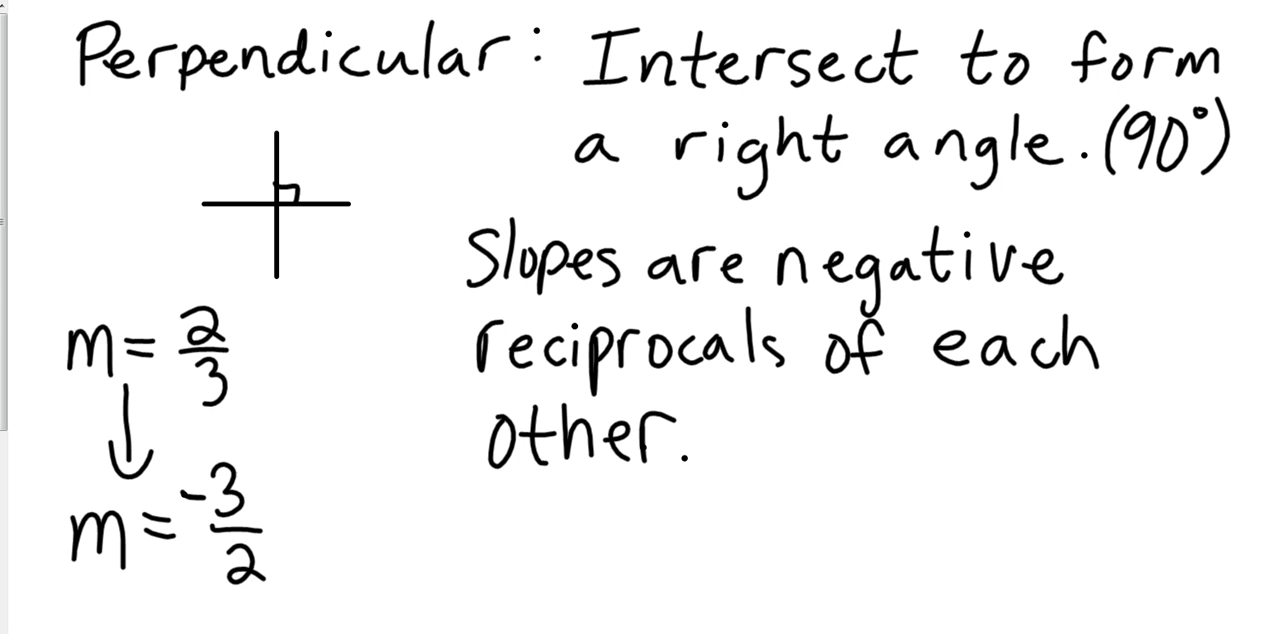 Perpendicular: Intersect to form
a right angle. (90°)
Slopes are negative
reciprocals of each
other.
m = 2/3
m = -3/2